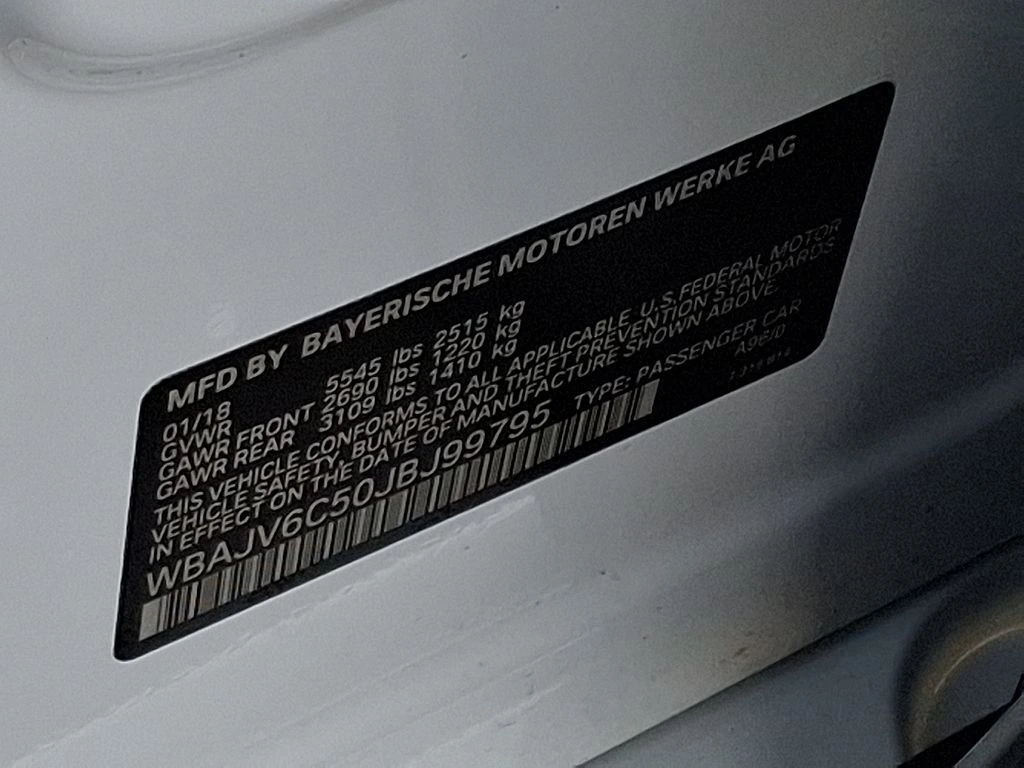 MFD BY BAYERISCHE MOTOREN WERKE AG
01/18
GVWR 5545 lbs 2515 kg
GAWR FRONT 2690 lbs 1220 kg
GAWR REAR 3109 lbs 1410 kg
THIS VEHICLE CONFORMS TO ALL APPLICABLE U.S. FEDERAL MOTOR
VEHICLE SAFETY, BUMPER AND THEFT PREVENTION STANDARDS
IN EFFECT ON THE DATE OF MANUFACTURE SHOWN ABOVE.
WBAJV6C50JBJ99795 TYPE: PASSENGER CAR